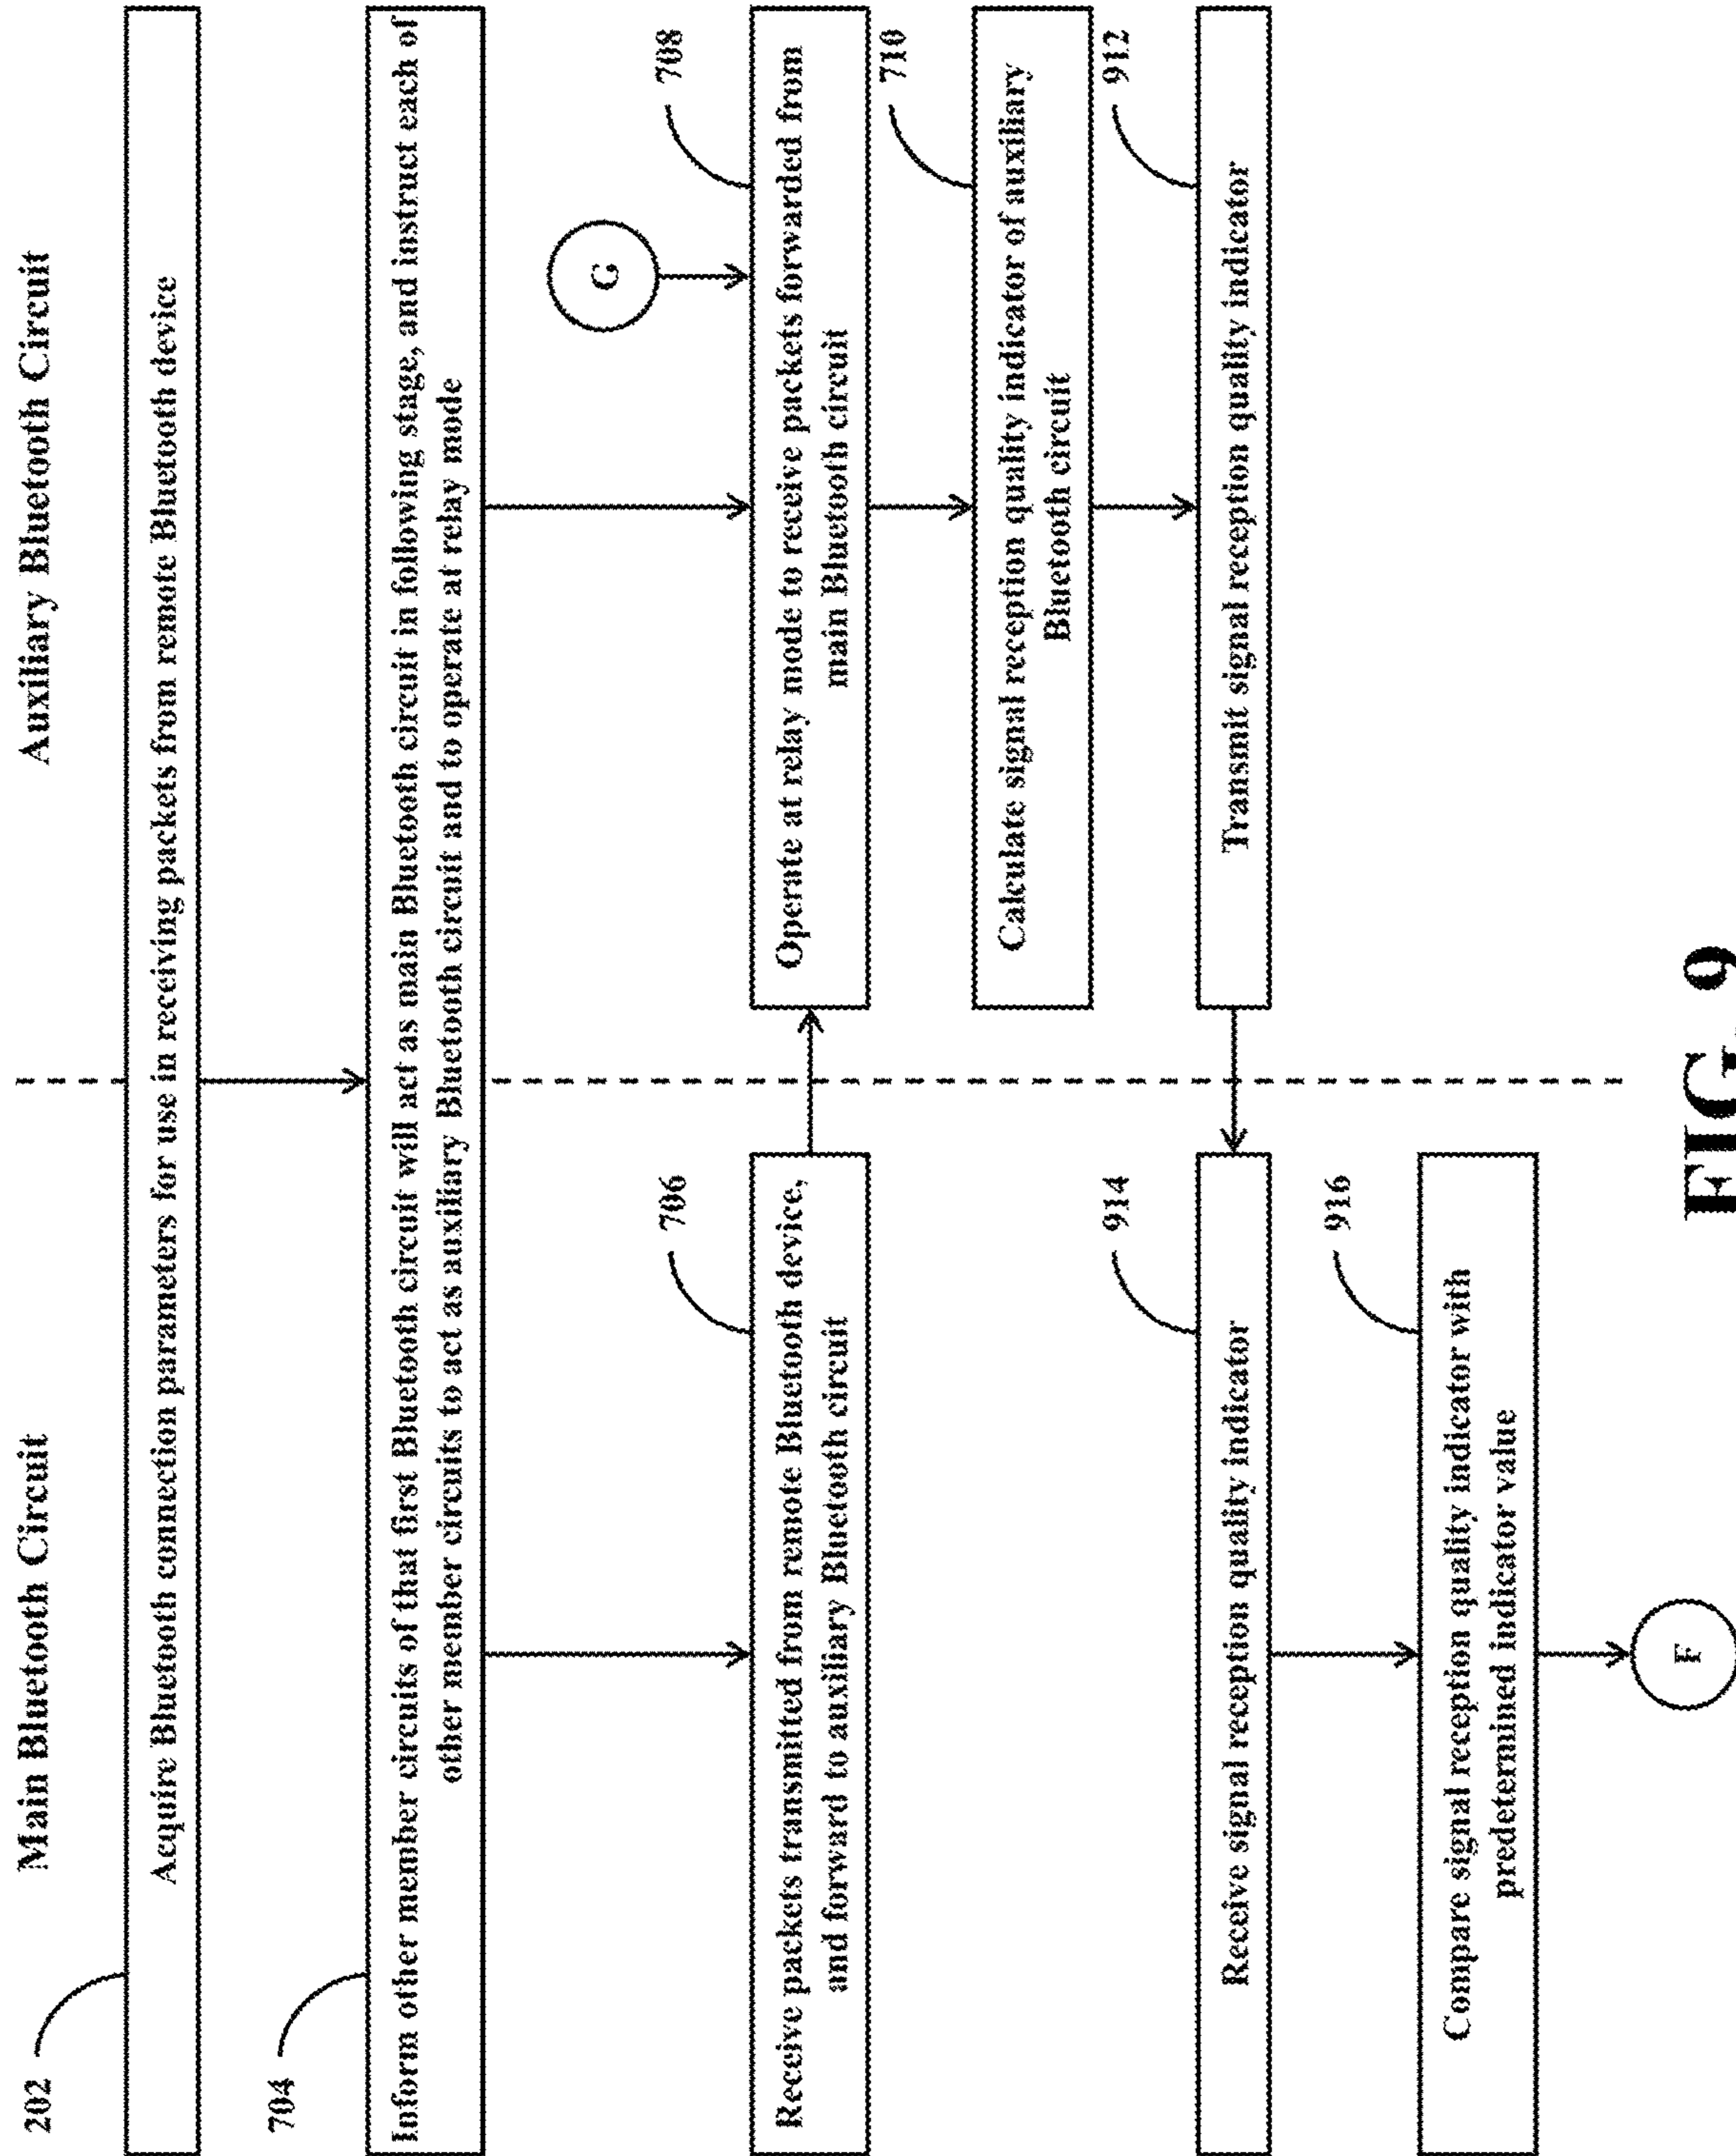 Main Bluetooth Circuit
Auxiliary Bluetooth Circuit
202
Acquire Bluetooth connection parameters for use in receiving packets from remote Bluetooth device
704
Inform other member circuits of that first Bluetooth circuit will act as main Bluetooth circuit in following stage, and instruct each of
other member circuits to act as auxiliary Bluetooth circuit and to operate at relay mode
706
Receive packets transmitted from remote Bluetooth device,
and forward to auxiliary Bluetooth circuit
G
708
Operate at relay mode to receive packets forwarded from
main Bluetooth circuit
710
Calculate signal reception quality indicator of auxiliary
Bluetooth circuit
912
Transmit signal reception quality indicator
914
Receive signal reception quality indicator
916
Compare signal reception quality indicator with
predetermined indicator value
F
FIG. 9